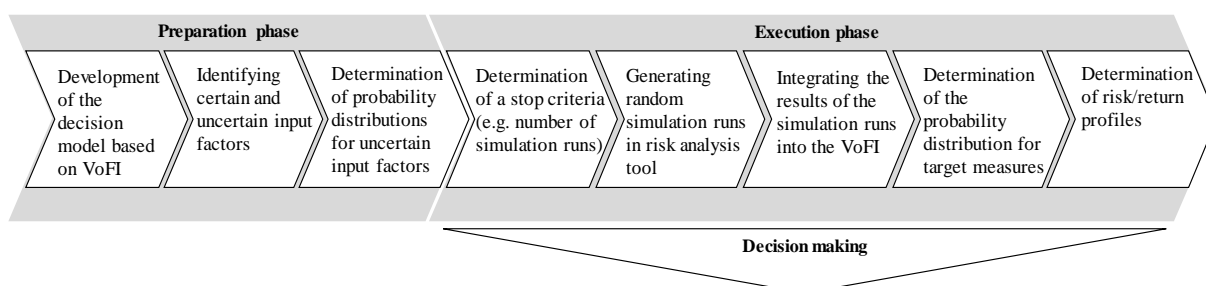 Preparation phase
Execution phase
Development
of the
decision
model based
on VoFI
Identifying
certain and
uncertain input
factors
Determination
of probability
distributions
for uncertain
input factors
Determination
of a stop criteria
(e.g. number of
simulation runs)
Generating
random
simulation runs
in risk analysis
tool
Integrating the
results of the
simulation runs
into the VoFI
Determination
of the
probability
distribution for
target measures
Determination
of risk/return
profiles
Decision making